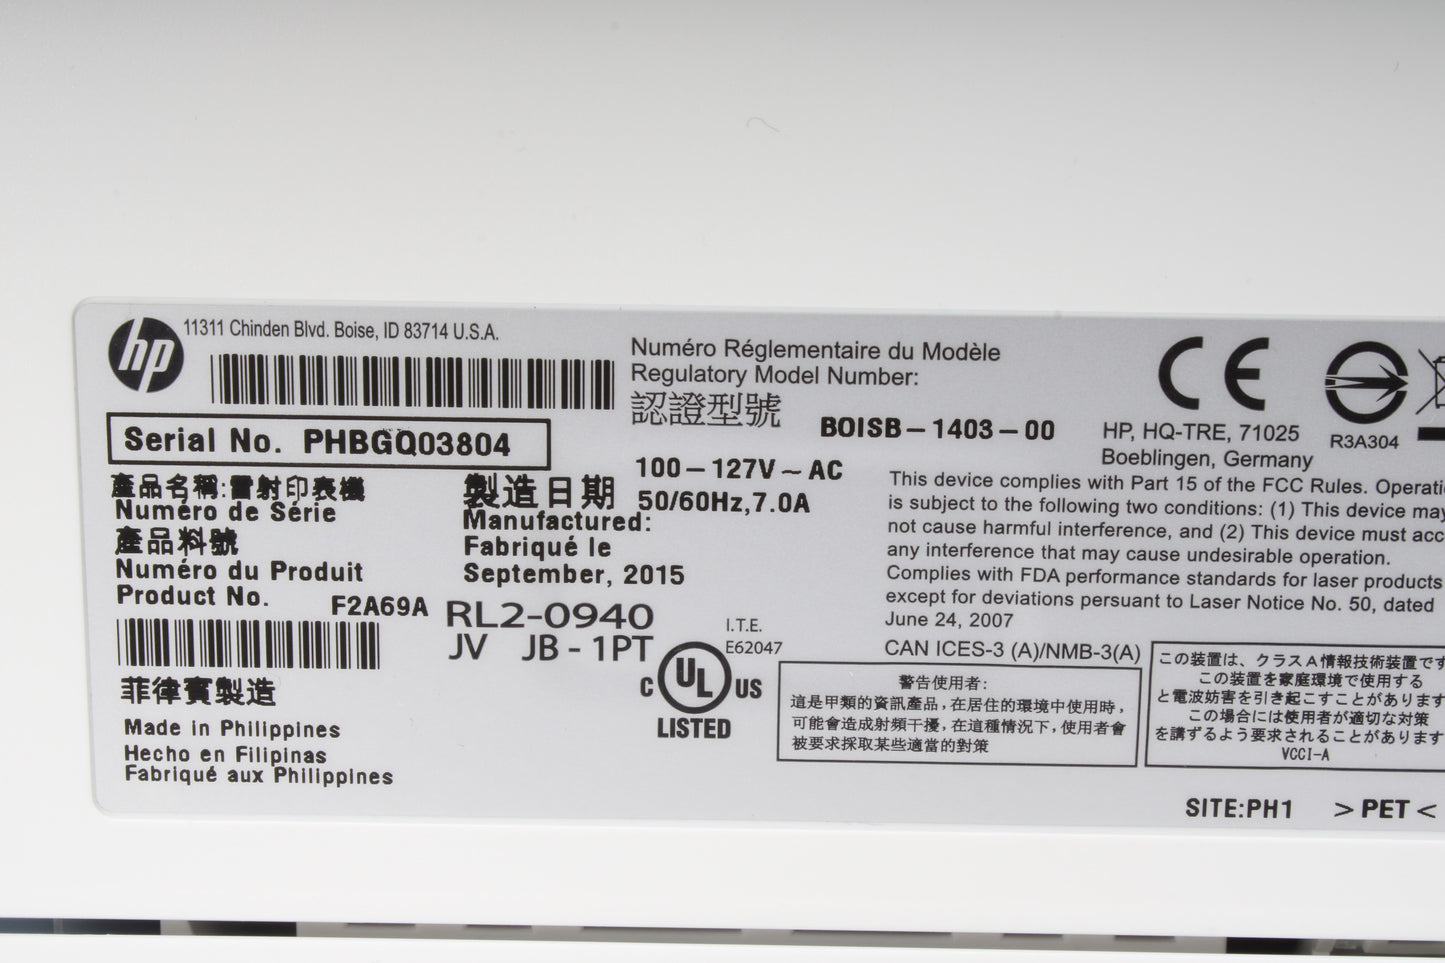 hp
11311 Chinden Blvd. Boise, ID 83714 U.S.A.
Serial No. PHBGQ03804
產品名稱:雷射印表機
Numéro de Série
產品料號
Numéro du Produit
Product No. F2A69A
菲律賓製造
Made in Philippines
Hecho en Filipinas
Fabriqué aux Philippines
製造日期
Manufactured:
Fabriqué le
September, 2015
RL2-0940
JV JB - 1PT
Numéro Réglementaire du Modèle
Regulatory Model Number:
認證型號 BOISB-1403-00
100-127V~AC
50/60Hz,7.0A
I.T.E.
E62047
c UL US
LISTED
CE
R3A304
HP, HQ-TRE, 71025
Boeblingen, Germany
This device complies with Part 15 of the FCC Rules.
is subject to the following two conditions: (1) This device may
not cause harmful interference, and (2) This device must
any interference that may cause undesirable operation.
Complies with FDA performance standards for laser products
except for deviations pursuant to Laser Notice No. 50, dated
June 24, 2007
CAN ICES-3 (A)/NMB-3(A)
警告使用者:
這是甲類的資訊產品,在居住的環境中使用時,
可能會造成射頻干擾,在這種情況下,使用者會
被要求採取某些適當的對策
この装置は、クラスA情報技術装置です
この装置を家庭環境で使用する
と電波妨害を引き起こすことがあります
この場合には使用者が適切な対策
を講ずるよう要求されることがあります
VCCI-A
SITE:PH1 > PET <